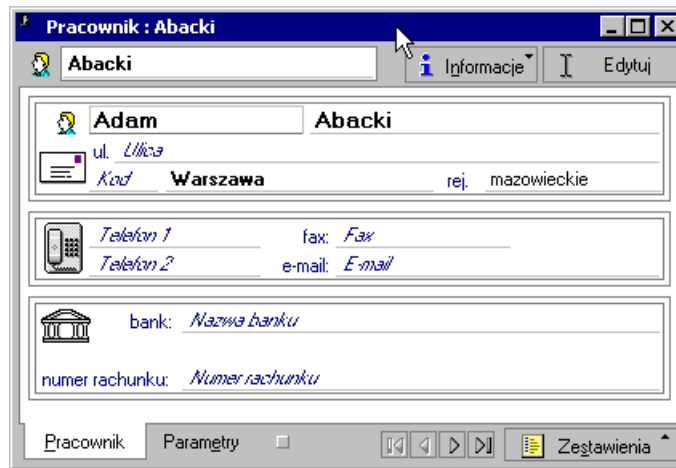 Pracownik : Abacki
Abacki Informacje Edytuj
Adam Abacki
ul. Ulica
Kod Warszawa rej. mazowieckie
Telefon 1 fax: Fax
Telefon 2 e-mail: E-mail
bank: Nazwa banku
numer rachunku: Numer rachunku
Pracownik Parametry Zestawienia